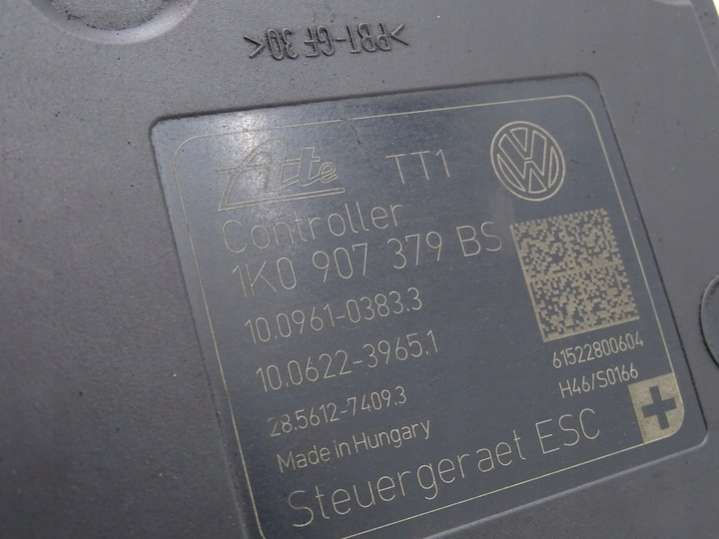 >PBT-GF 30<
Ate TT1
Controller
1K0 907 379 BS
10.0961-0383.3
10.0622-3965.1
28.5612-7409.3
Made in Hungary
Steuergeraet ESC
61522800604
H46/S0166